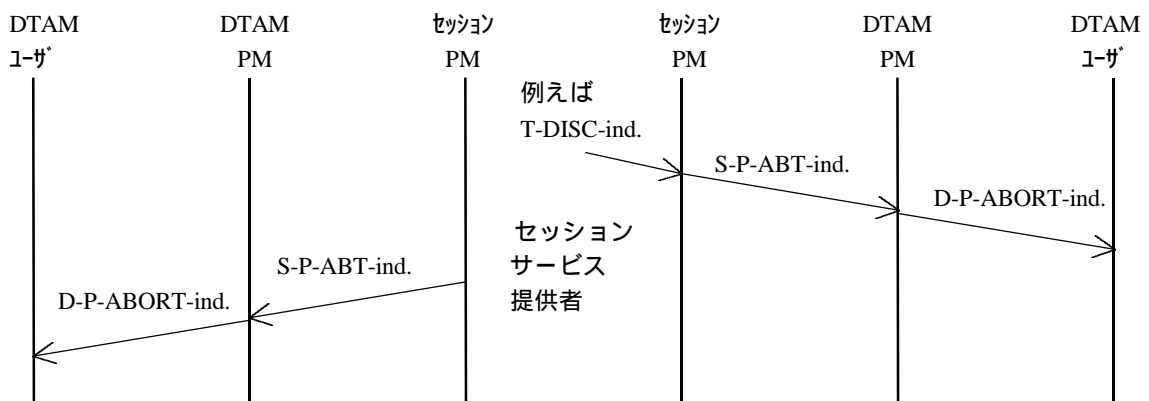 DTAM DTAM ｾｯｼｮﾝ ｾｯｼｮﾝ DTAM DTAM
ﾕｰｻﾞ PM PM PM PM ﾕｰｻﾞ
例えば
T-DISC-ind.
S-P-ABT-ind.
D-P-ABORT-ind.
セッション
サービス
提供者
S-P-ABT-ind.
D-P-ABORT-ind.